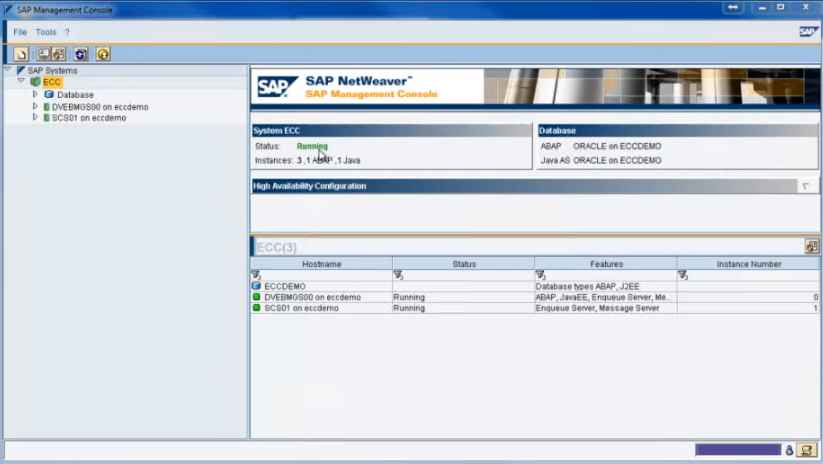 SAP Management Console
File Tools ?
SAP
SAP Systems
ECC
Database
DVEBMGS00 on eccdemo
SCS01 on eccdemo
SAP
SAP NetWeaver™
SAP Management Console
System ECC
Status: Running
Instances: 3 ,1 ABAP ,1 Java
Database
ABAP ORACLE on ECCDEMO
Java AS ORACLE on ECCDEMO
High Availability Configuration
ECC(3)
Hostname Status Features Instance Number
ECCDEMO Database types ABAP, J2EE
DVEBMGS00 on eccdemo Running ABAP, JavaEE, Enqueue Server, Me... 0
SCS01 on eccdemo Running Enqueue Server, Message Server 1